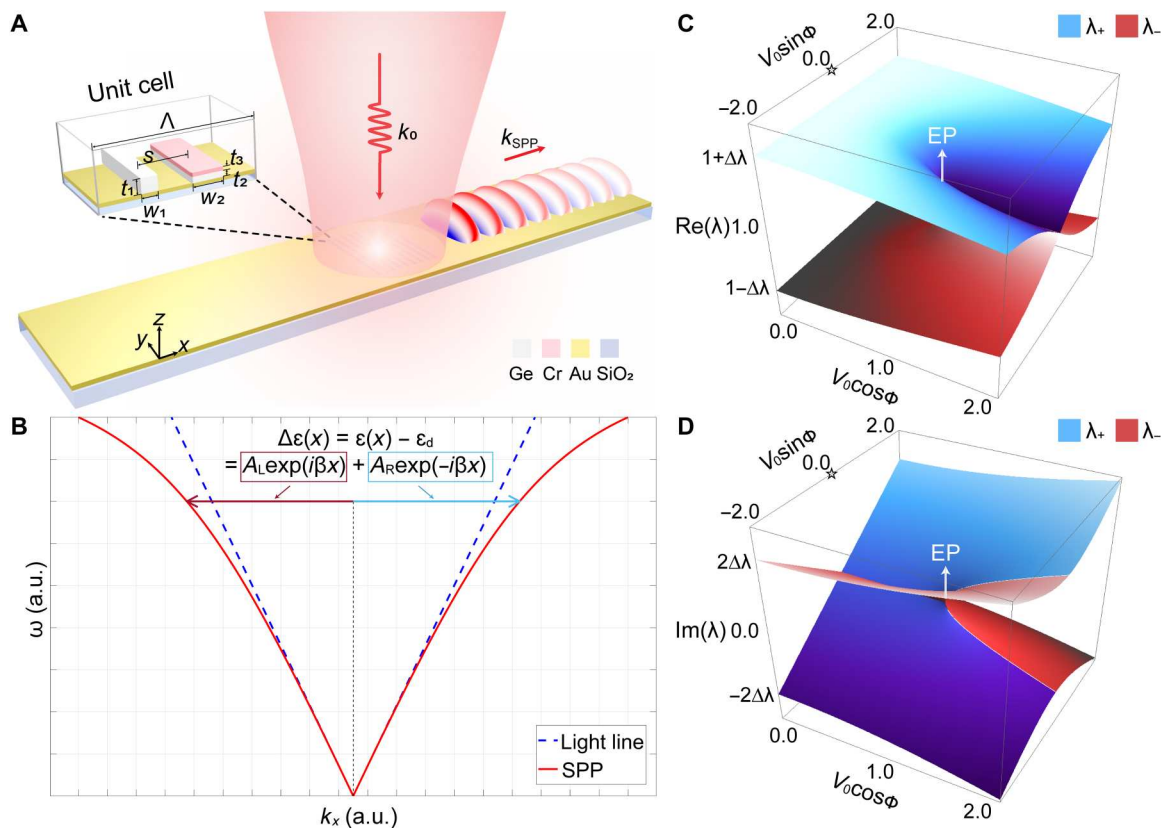 A
Unit cell
Λ
s
t₁
w₁
w₂
t₃
t₂
k₀
kSPP
z
y
x
Ge Cr Au SiO₂
B
Δε(x) = ε(x) − εd
= ALexp(iβx) + ARexp(-iβx)
ω (a.u.)
Light line
SPP
kx (a.u.)
C
λ+ λ−
V₀sinΦ
2.0
0.0
☆
−2.0
EP
1+Δλ
Re(λ)1.0
1−Δλ
0.0
1.0
2.0
V₀cosΦ
D
λ+ λ−
V₀sinΦ
2.0
0.0
☆
−2.0
EP
2Δλ
Im(λ) 0.0
−2Δλ
0.0
1.0
2.0
V₀cosΦ